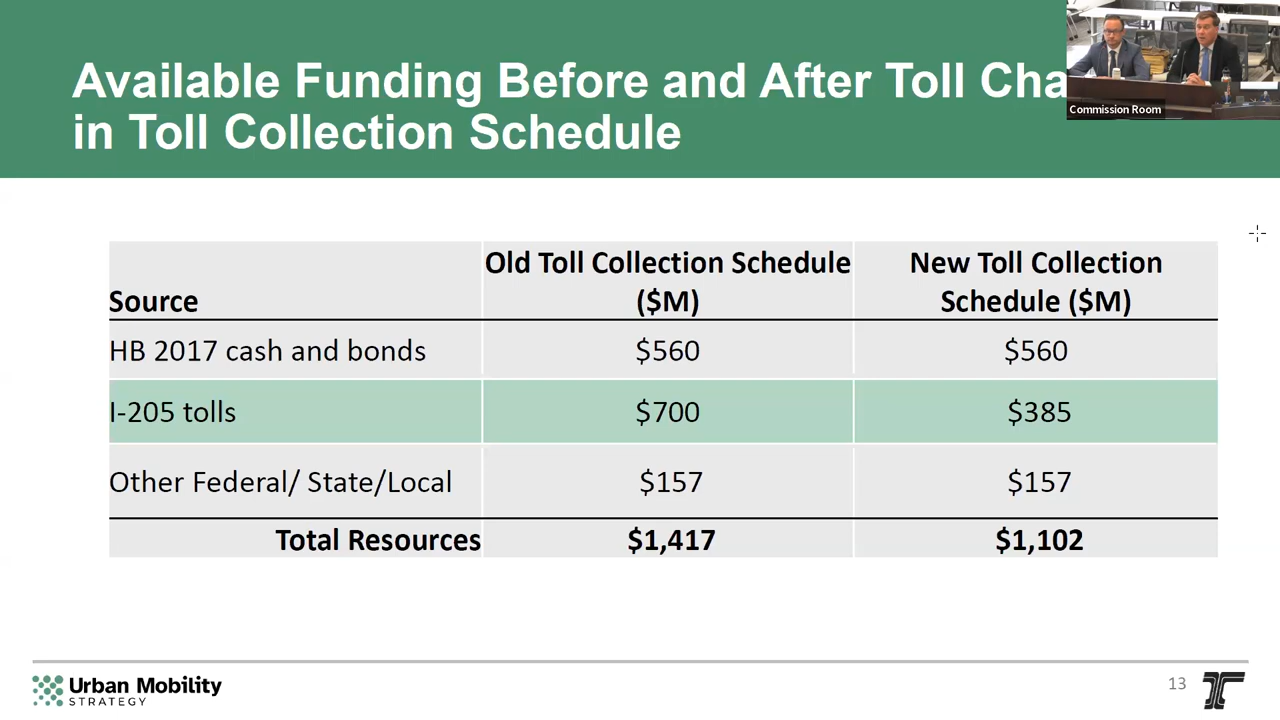 Available Funding Before and After Toll Cha
in Toll Collection Schedule
Commission Room
Source
Old Toll Collection Schedule
($M)
New Toll Collection
Schedule ($M)
HB 2017 cash and bonds $560 $560
I-205 tolls $700 $385
Other Federal/ State/Local $157 $157
Total Resources $1,417 $1,102
Urban Mobility
STRATEGY
13